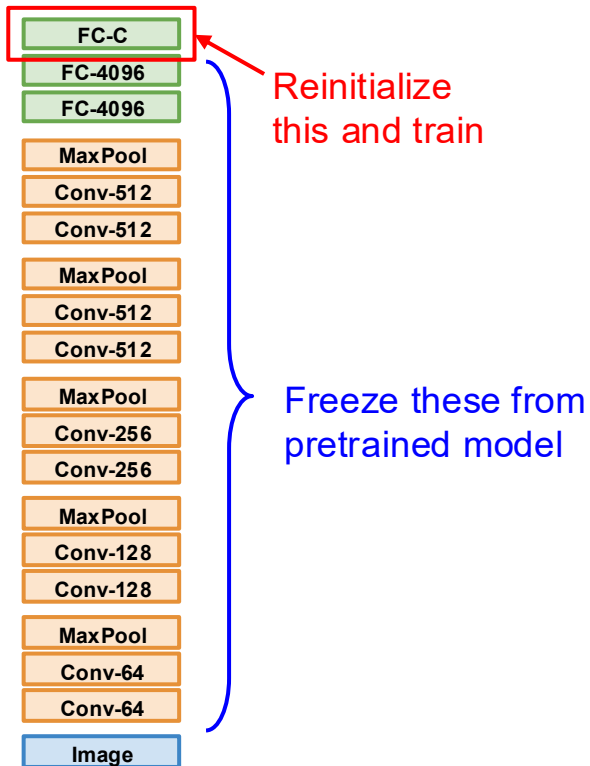 FC-C
FC-4096
FC-4096
MaxPool
Conv-512
Conv-512
MaxPool
Conv-512
Conv-512
MaxPool
Conv-256
Conv-256
MaxPool
Conv-128
Conv-128
MaxPool
Conv-64
Conv-64
Image
Reinitialize
this and train
Freeze these from
pretrained model